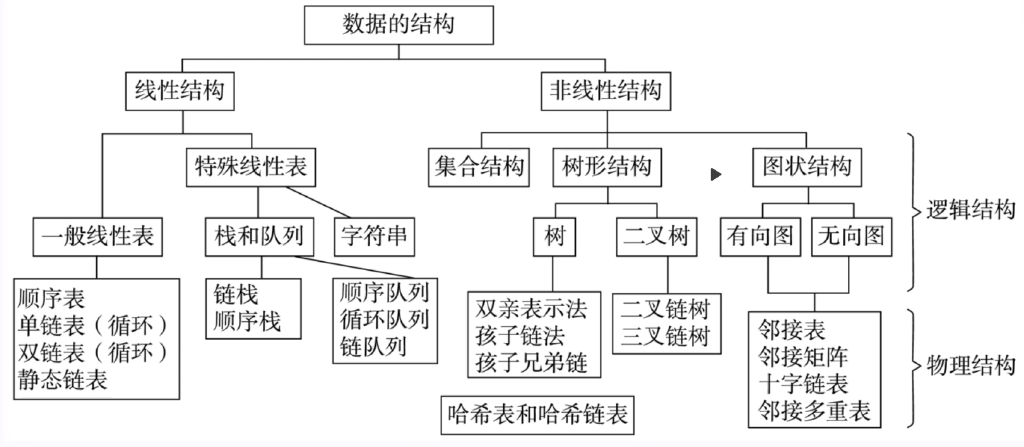 数据的结构
线性结构
非线性结构
特殊线性表
集合结构
树形结构
图状结构
逻辑结构
一般线性表
栈和队列
字符串
树
二叉树
有向图
无向图
顺序表
单链表（循环）
双链表（循环）
静态链表
链栈
顺序栈
顺序队列
循环队列
链队列
双亲表示法
孩子链法
孩子兄弟链
二叉链树
三叉链树
邻接表
邻接矩阵
十字链表
邻接多重表
物理结构
哈希表和哈希链表